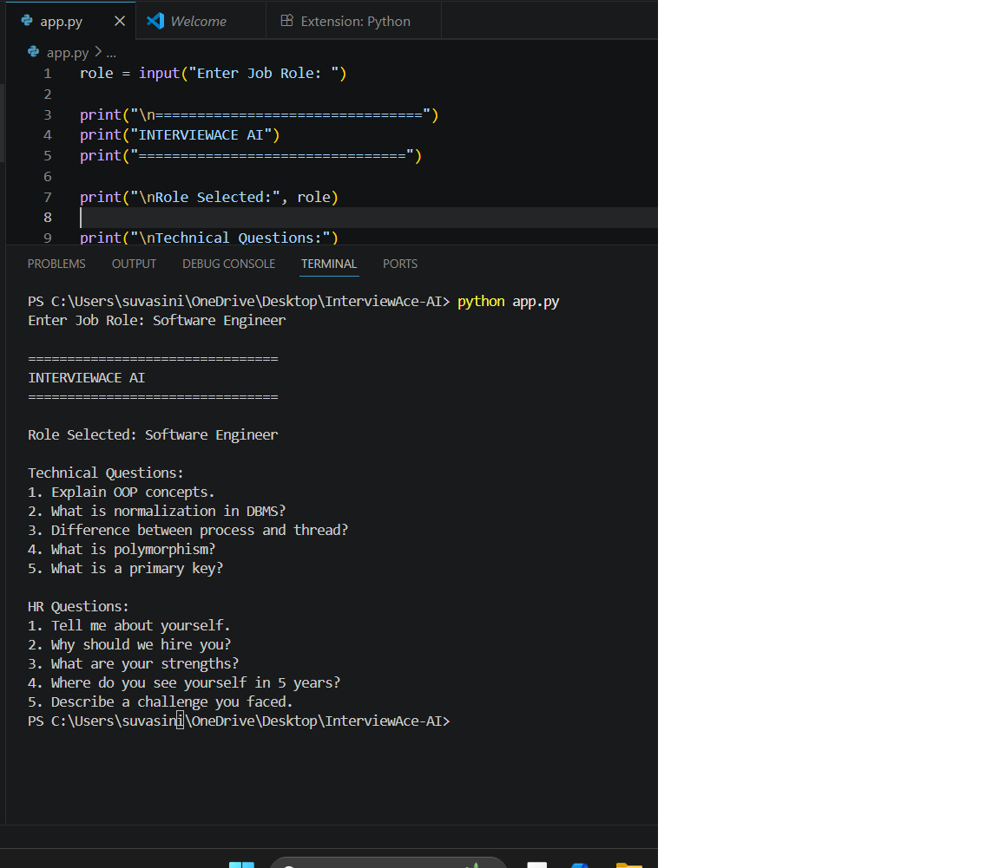 app.py
Welcome
Extension: Python
app.py > ...
1 role = input("Enter Job Role: ")
2
3 print("\n================================")
4 print("INTERVIEWACE AI")
5 print("================================")
6
7 print("\nRole Selected:", role)
8
9 print("\nTechnical Questions:")
PROBLEMS OUTPUT DEBUG CONSOLE TERMINAL PORTS
PS C:\Users\suvasini\OneDrive\Desktop\InterviewAce-AI> python app.py
Enter Job Role: Software Engineer
================================
INTERVIEWACE AI
================================
Role Selected: Software Engineer
Technical Questions:
1. Explain OOP concepts.
2. What is normalization in DBMS?
3. Difference between process and thread?
4. What is polymorphism?
5. What is a primary key?
HR Questions:
1. Tell me about yourself.
2. Why should we hire you?
3. What are your strengths?
4. Where do you see yourself in 5 years?
5. Describe a challenge you faced.
PS C:\Users\suvasini\OneDrive\Desktop\InterviewAce-AI>